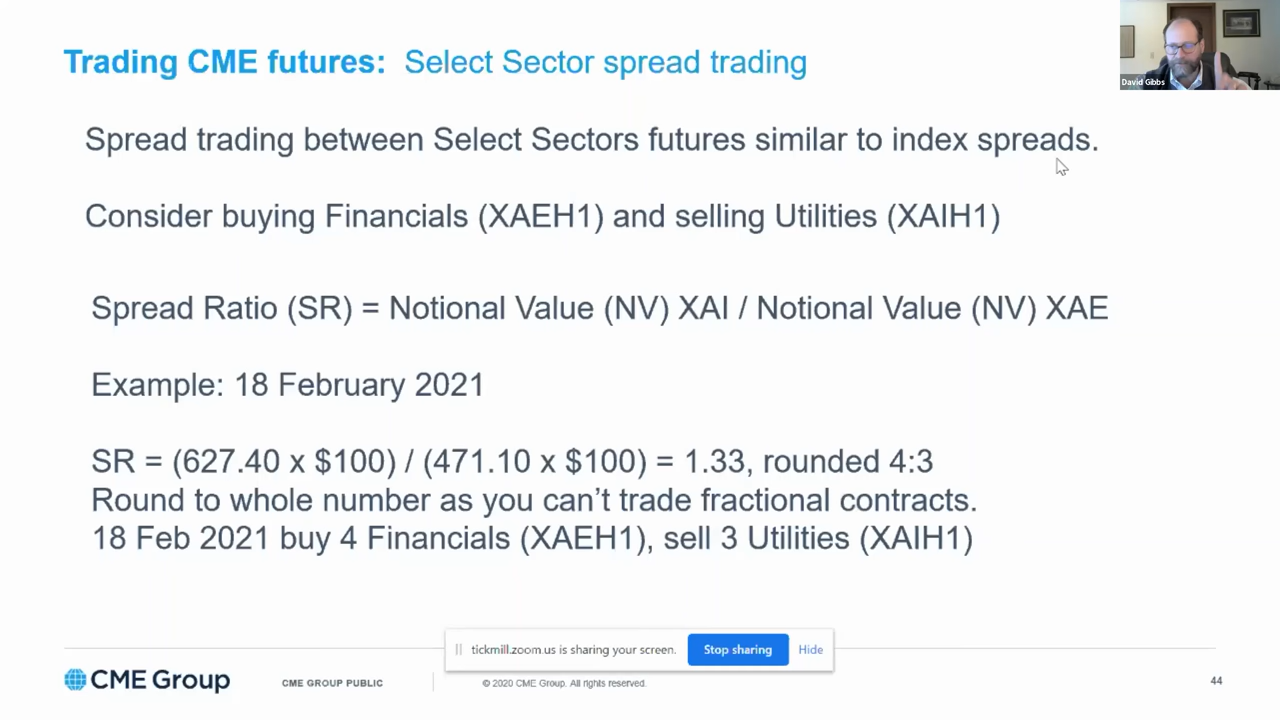 Trading CME futures: Select Sector spread trading
David Gibbs
Spread trading between Select Sectors futures similar to index spreads.
Consider buying Financials (XAEH1) and selling Utilities (XAIH1)
Spread Ratio (SR) = Notional Value (NV) XAI / Notional Value (NV) XAE
Example: 18 February 2021
SR = (627.40 x $100) / (471.10 x $100) = 1.33, rounded 4:3
Round to whole number as you can't trade fractional contracts.
18 Feb 2021 buy 4 Financials (XAEH1), sell 3 Utilities (XAIH1)
tickmill.zoom.us is sharing your screen. Stop sharing Hide
CME Group CME GROUP PUBLIC © 2020 CME Group. All rights reserved. 44